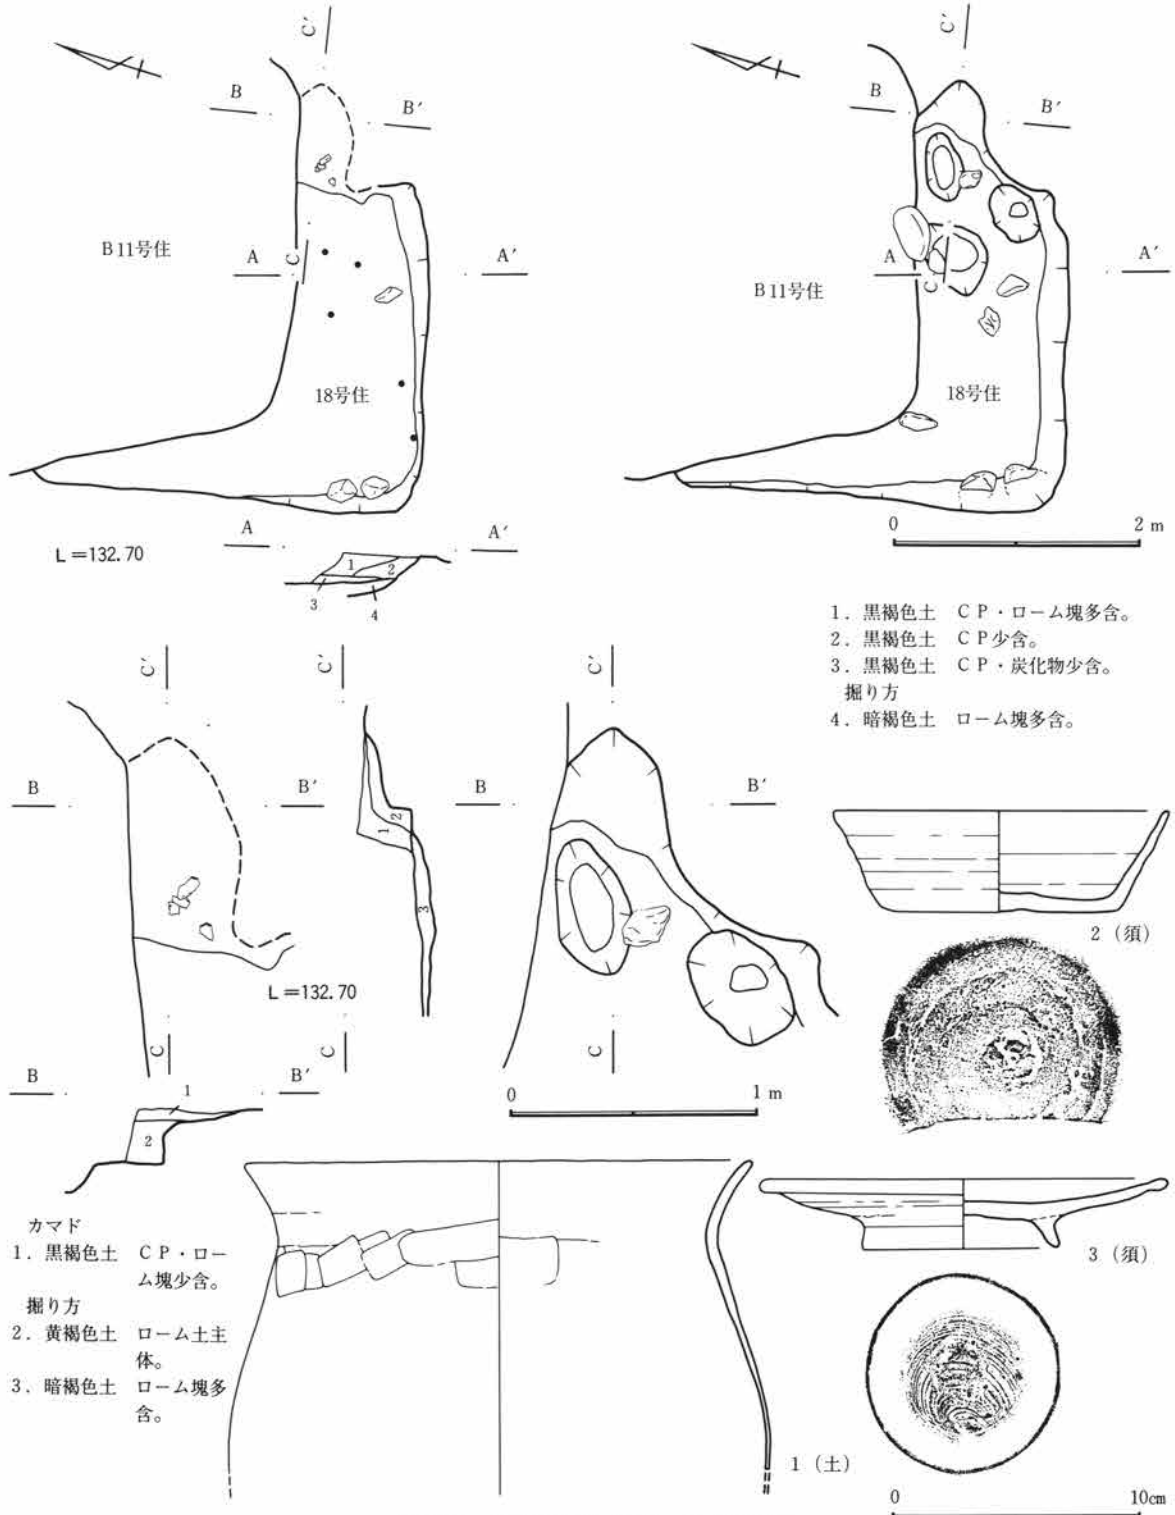 C′
C′
B
B′
B
B′
B11号住
A
C
A′
B11号住
A
C
A′
18号住
18号住
0 2 m
A
A′
L=132.70
1
2
3
4
1. 黒褐色土 CP・ローム塊多含。
2. 黒褐色土 CP少含。
3. 黒褐色土 CP・炭化物少含。
掘り方
4. 暗褐色土 ローム塊多含。
C′
C′
C′
B
B′
B
B′
2
1
3
2（須）
L=132.70
C
C
C
B
B′
1
2
0 1 m
カマド
1. 黒褐色土 CP・ロー
ム塊少含。
掘り方
2. 黄褐色土 ローム土主
体。
3. 暗褐色土 ローム塊多
含。
3（須）
1（土）
0 10cm